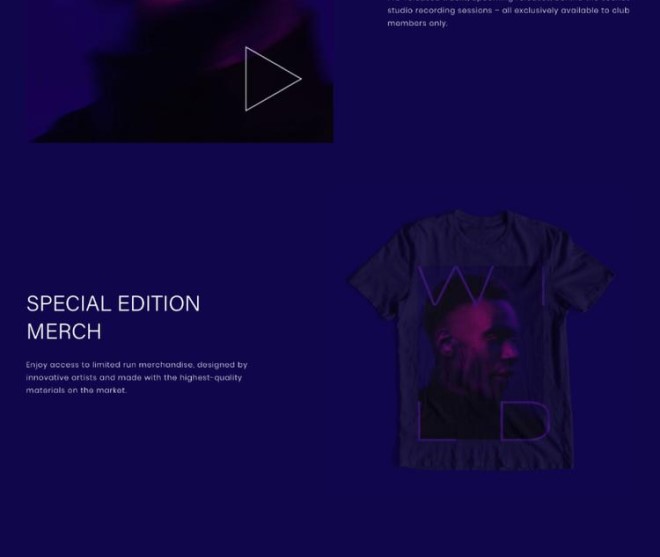 studio recording sessions – all exclusively available to club
members only.
SPECIAL EDITION
MERCH
Enjoy access to limited run merchandise, designed by
innovative artists and made with the highest-quality
materials on the market.
W I
L D